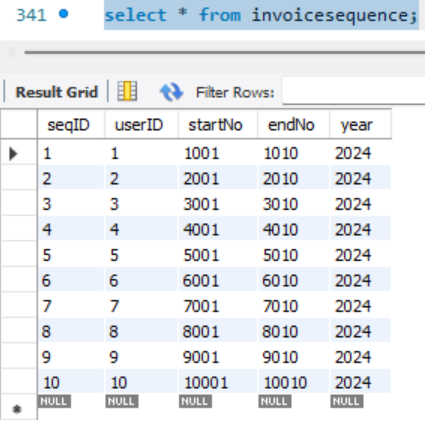 341 select * from invoicesequence;
Result Grid Filter Rows:
seqID userID startNo endNo year
1 1 1001 1010 2024
2 2 2001 2010 2024
3 3 3001 3010 2024
4 4 4001 4010 2024
5 5 5001 5010 2024
6 6 6001 6010 2024
7 7 7001 7010 2024
8 8 8001 8010 2024
9 9 9001 9010 2024
10 10 10001 10010 2024
NULL NULL NULL NULL NULL